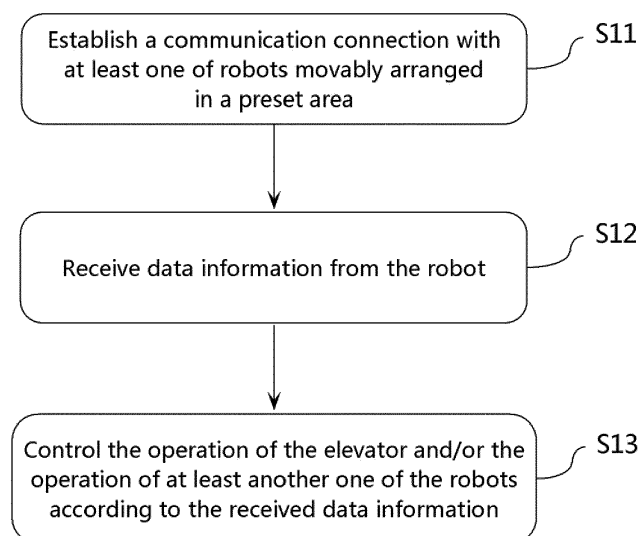 Establish a communication connection with
at least one of robots movably arranged
in a preset area
S11
Receive data information from the robot
S12
Control the operation of the elevator and/or the
operation of at least another one of the robots
according to the received data information
S13